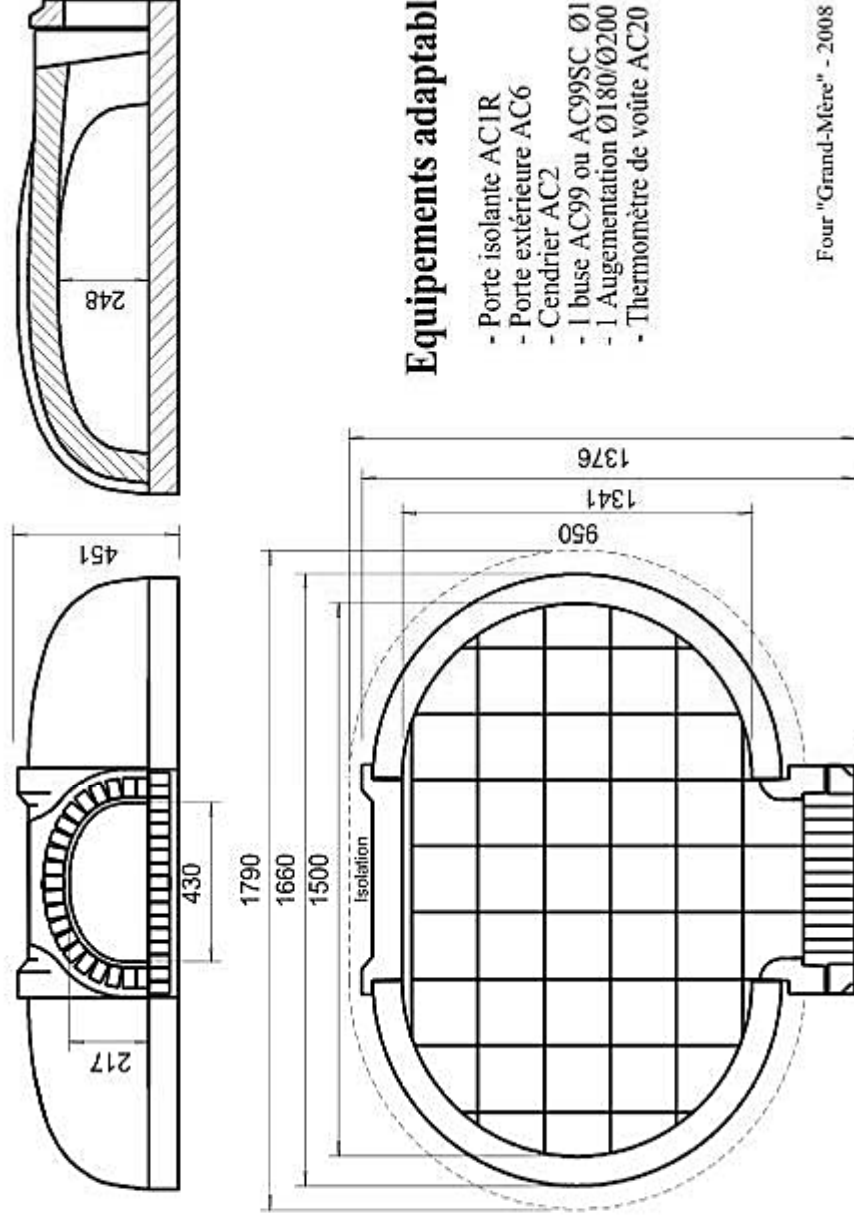 248
451
430
217
Equipements adaptabl
- Porte isolante AC1R
- Porte extérieure AC6
- Cendrier AC2
- 1 buse AC99 ou AC99SC Ø1
- 1 Augementation Ø180/Ø200
- Thermomètre de voûte AC20
1790
1660
1500
Isolation
950
1341
1376
Four "Grand-Mère" - 2008